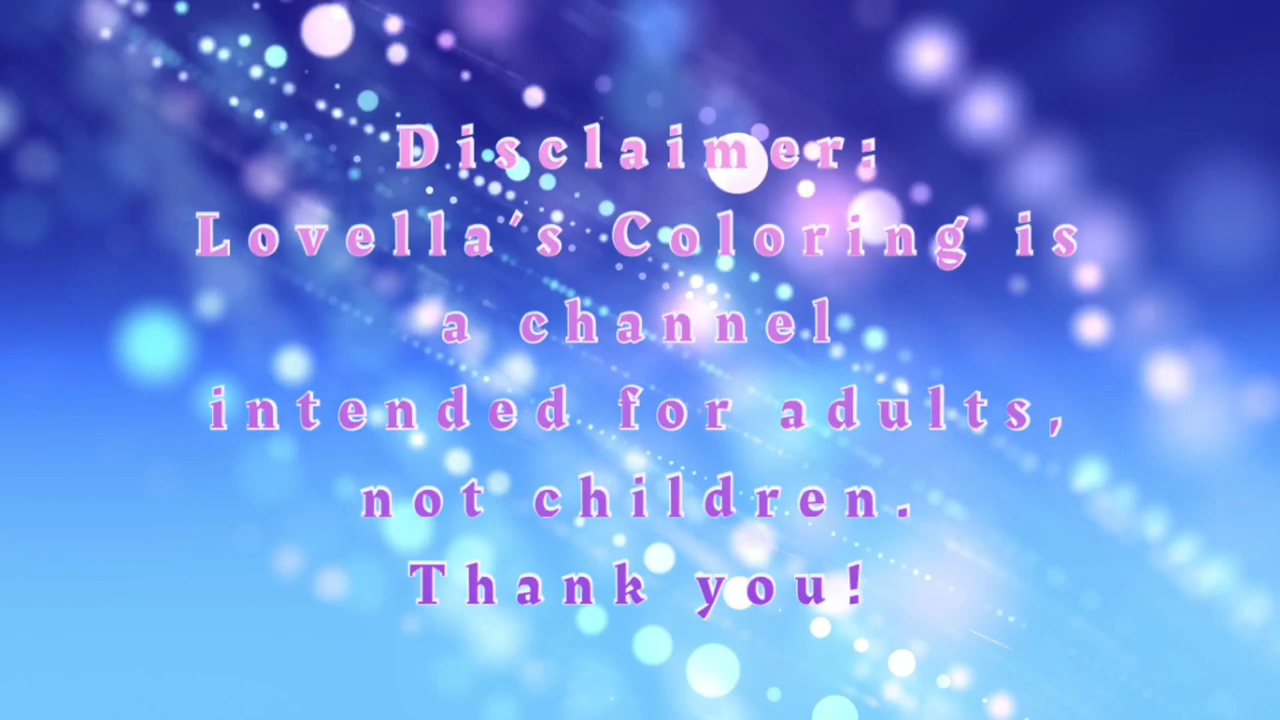 Disclaimer:
Lovella's Coloring is
a channel
intended for adults,
not children.
Thank you!